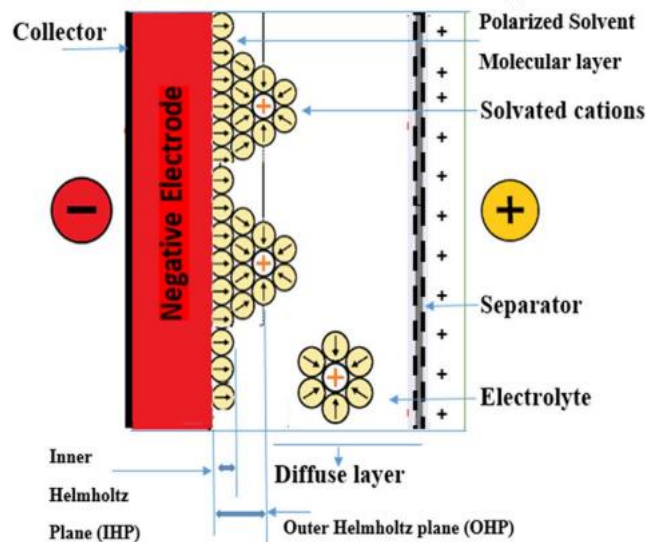 Collector
Polarized Solvent
Molecular layer
Solvated cations
Negative Electrode
Separator
Electrolyte
Inner
Helmholtz
Plane (IHP)
Diffuse layer
Outer Helmholtz plane (OHP)